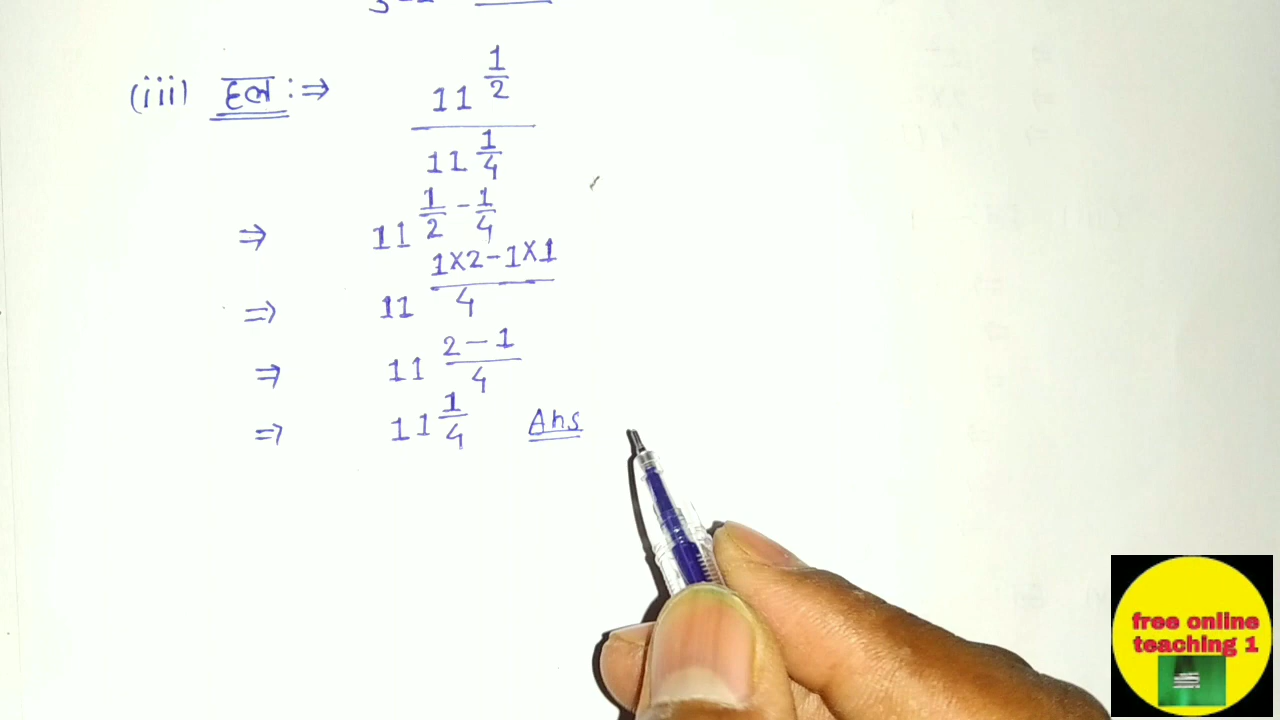 (iii) हल :⇒ 11^(1/2)
/ 11^(1/4)
⇒ 11^(1/2 - 1/4)
⇒ 11^((1×2-1×1)/4)
⇒ 11^((2-1)/4)
⇒ 11^(1/4) Ans
free online
teaching 1